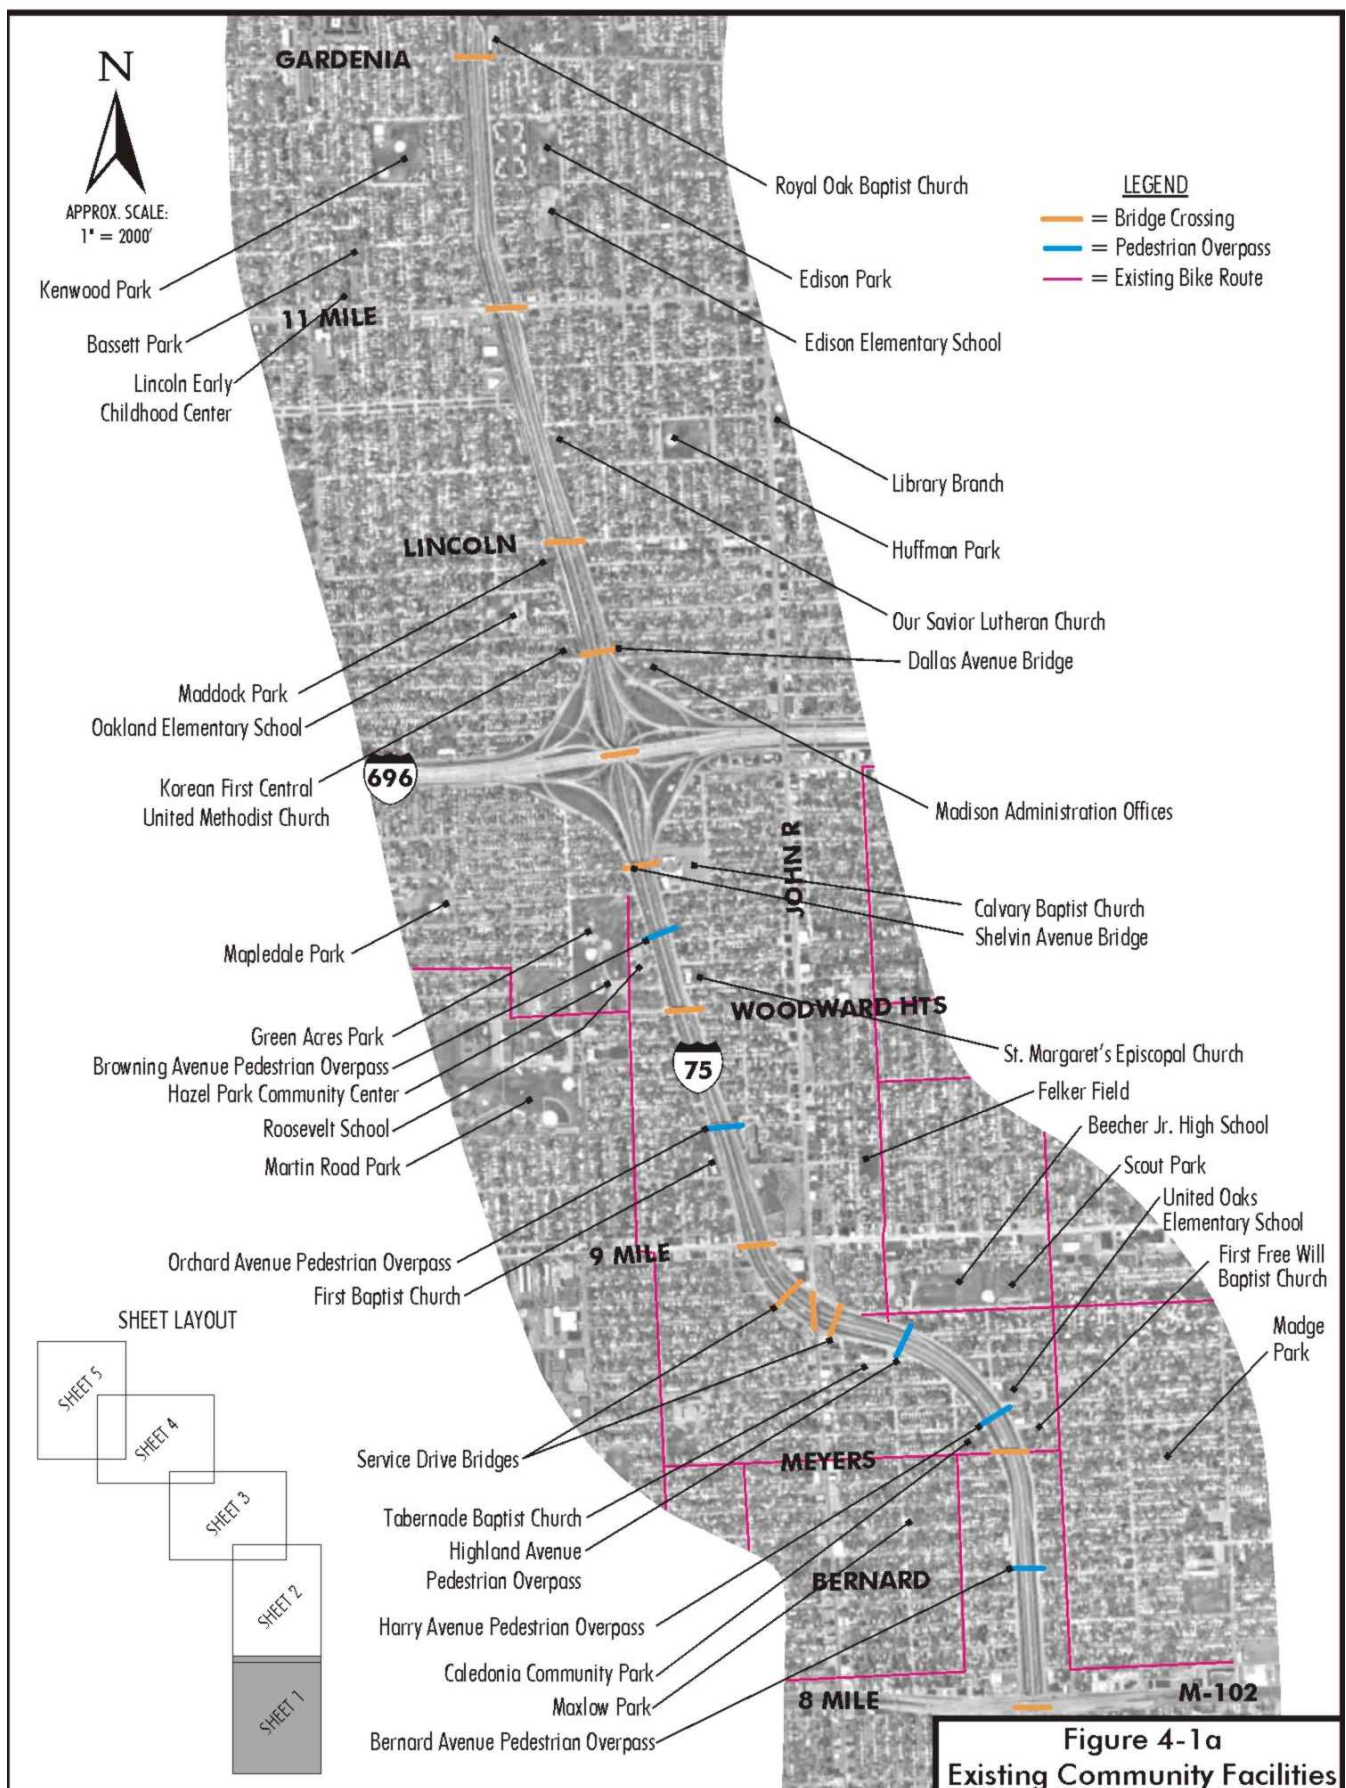 GARDENIA
N
APPROX. SCALE:
1" = 2000'
Royal Oak Baptist Church
LEGEND
= Bridge Crossing
= Pedestrian Overpass
= Existing Bike Route
Kenwood Park
Edison Park
11 MILE
Bassett Park
Edison Elementary School
Lincoln Early
Childhood Center
Library Branch
LINCOLN
Huffman Park
Our Savior Lutheran Church
Dallas Avenue Bridge
Maddock Park
Oakland Elementary School
696
Korean First Central
United Methodist Church
Madison Administration Offices
JOHN R
Calvary Baptist Church
Shelvin Avenue Bridge
Mapledale Park
WOODWARD HTS
Green Acres Park
Browning Avenue Pedestrian Overpass
Hazel Park Community Center
Roosevelt School
Martin Road Park
75
St. Margaret's Episcopal Church
Felker Field
Beecher Jr. High School
Scout Park
United Oaks
Elementary School
First Free Will
Baptist Church
Madge
Park
9 MILE
Orchard Avenue Pedestrian Overpass
First Baptist Church
SHEET LAYOUT
SHEET 5
SHEET 4
SHEET 3
SHEET 2
SHEET 1
Service Drive Bridges
MEYERS
Tabernacle Baptist Church
Highland Avenue
Pedestrian Overpass
BERNARD
Harry Avenue Pedestrian Overpass
Caledonia Community Park
Maxlow Park
Bernard Avenue Pedestrian Overpass
8 MILE
M-102
Figure 4-1a
Existing Community Facilities